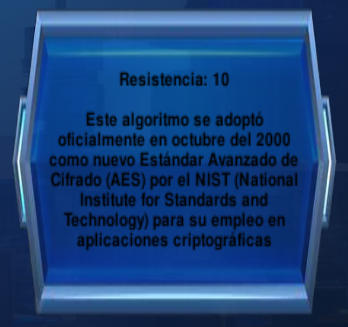 Resistencia: 10
Este algoritmo se adoptó
oficialmente en octubre del 2000
como nuevo Estándar Avanzado de
Cifrado (AES) por el NIST (National
Institute for Standards and
Technology) para su empleo en
aplicaciones criptográficas